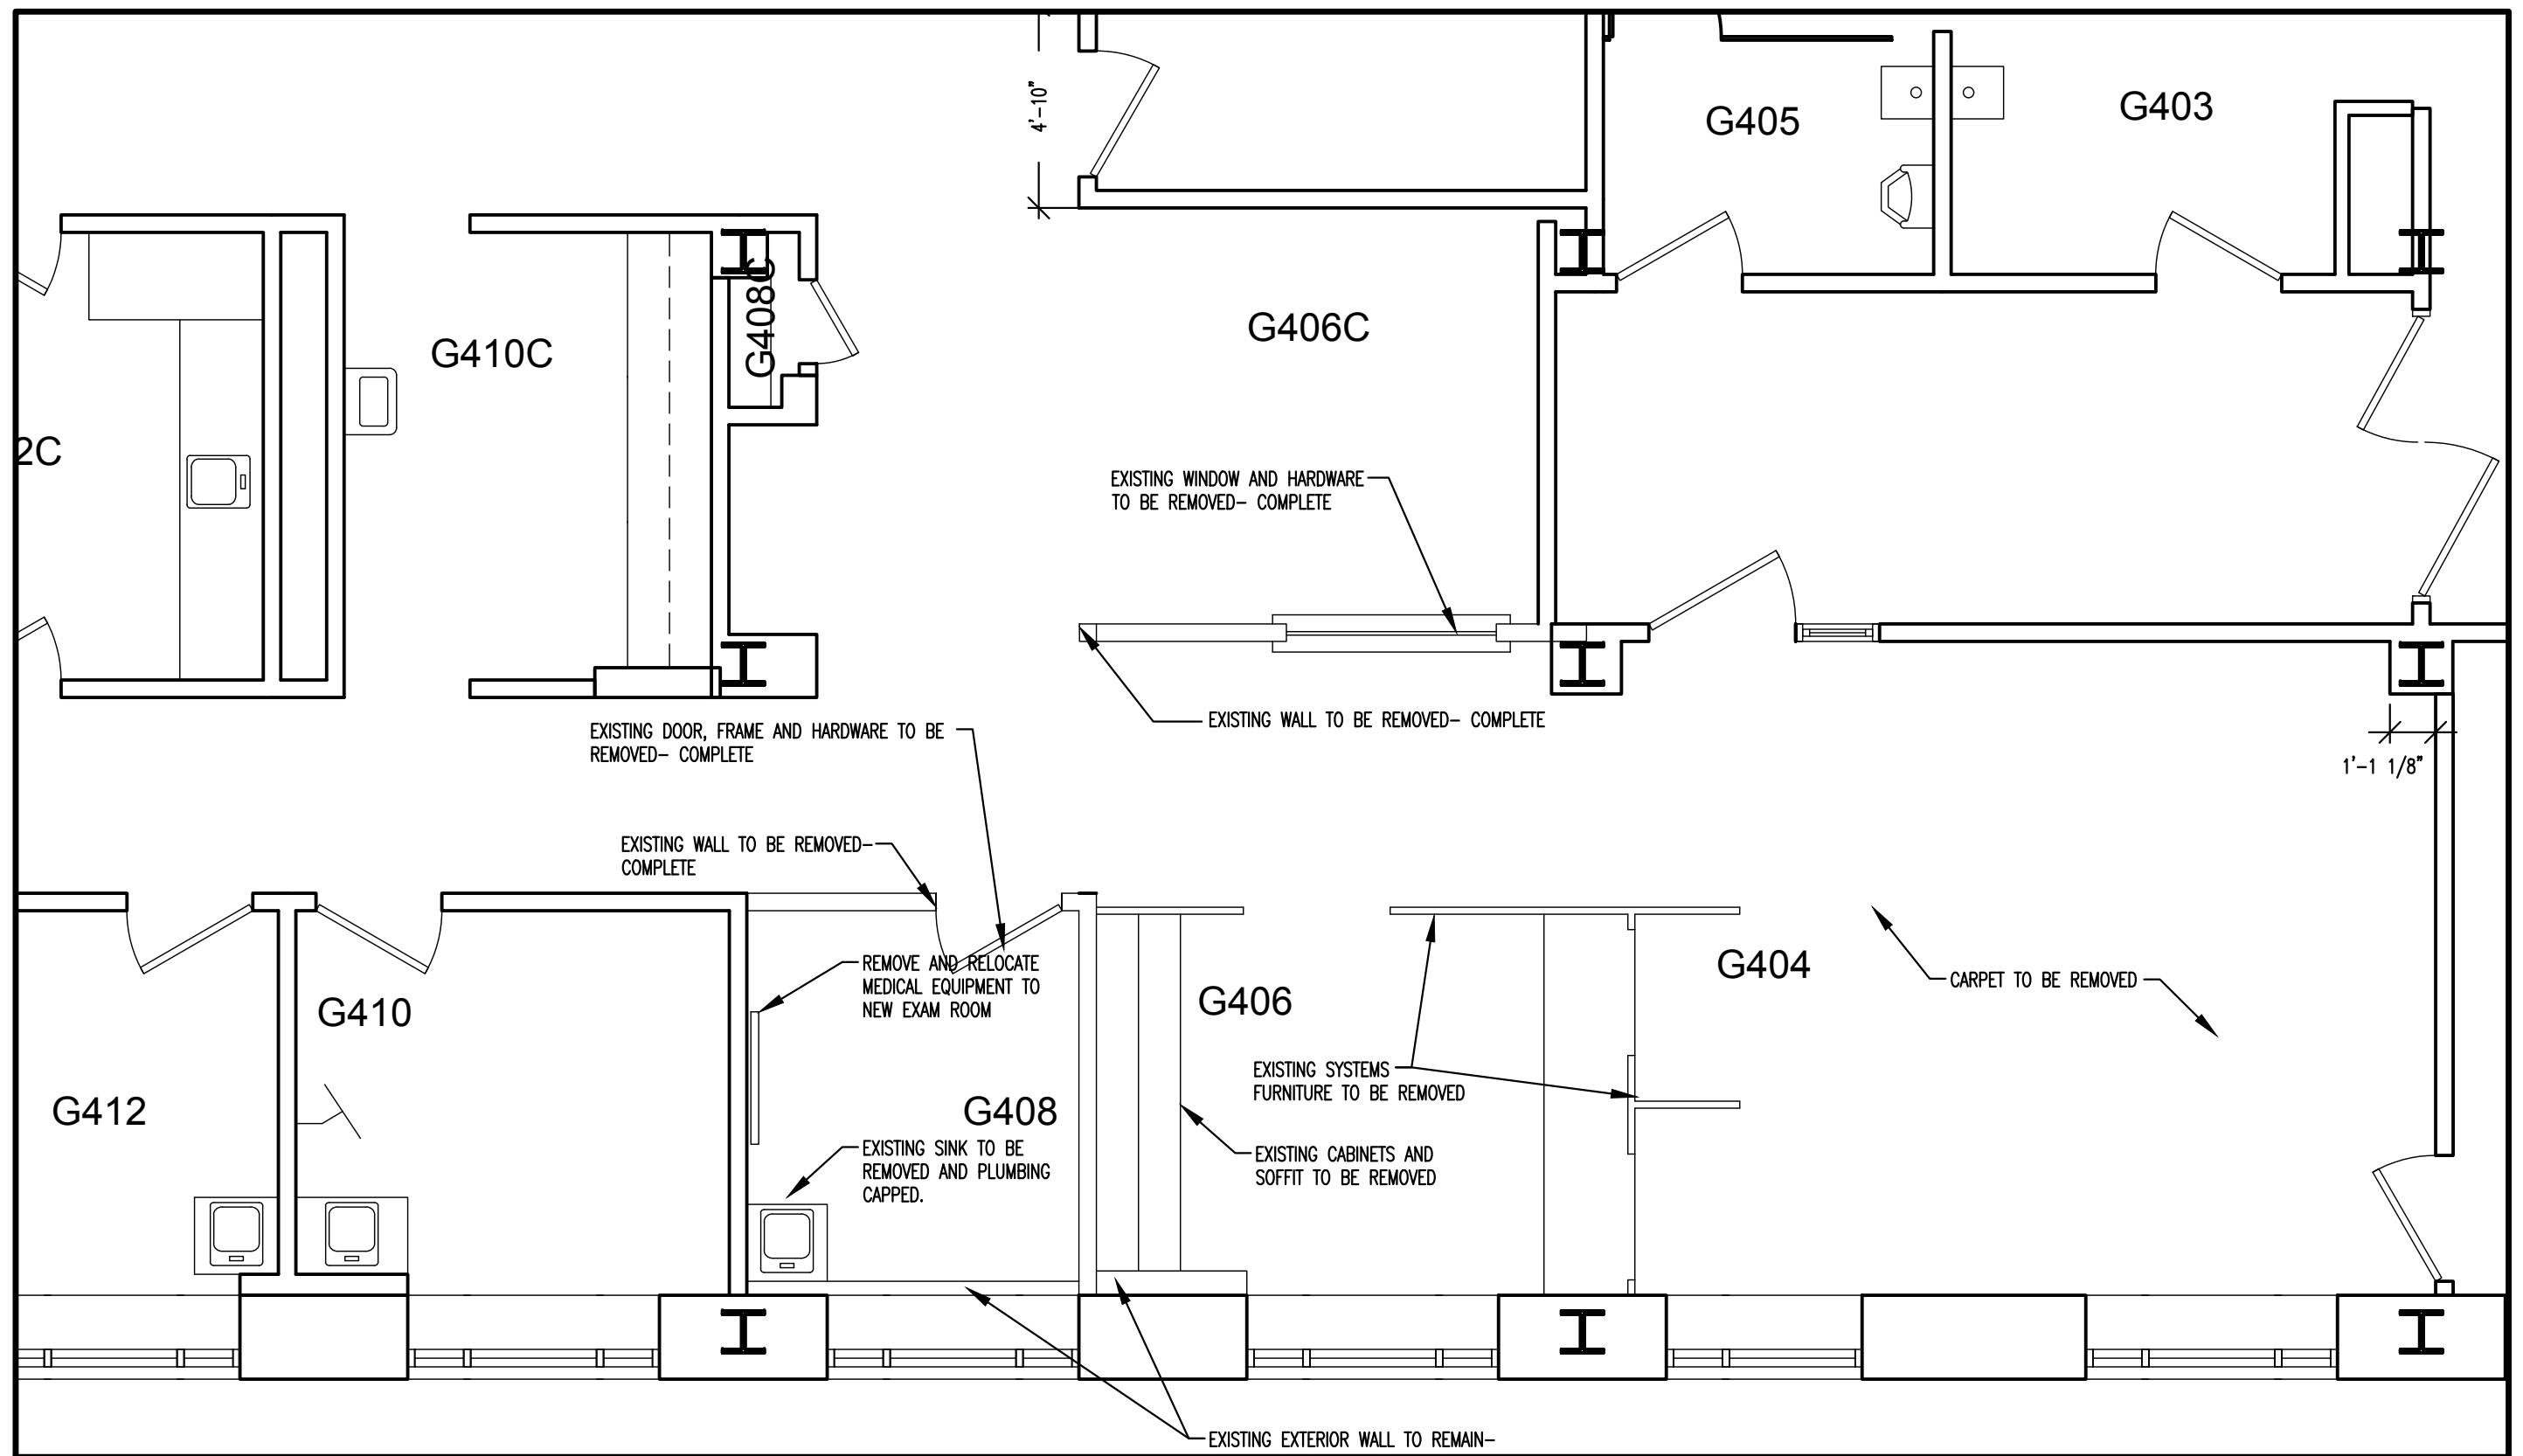 4'-10"
G405
G403
G408C
G406C
G410C
2C
EXISTING WINDOW AND HARDWARE
TO BE REMOVED– COMPLETE
EXISTING WALL TO BE REMOVED– COMPLETE
EXISTING DOOR, FRAME AND HARDWARE TO BE
REMOVED– COMPLETE
1'–1 1/8"
EXISTING WALL TO BE REMOVED–
COMPLETE
REMOVE AND RELOCATE
MEDICAL EQUIPMENT TO
NEW EXAM ROOM
G404
CARPET TO BE REMOVED
G406
G410
EXISTING SYSTEMS
FURNITURE TO BE REMOVED
G412
G408
EXISTING SINK TO BE
REMOVED AND PLUMBING
CAPPED.
EXISTING CABINETS AND
SOFFIT TO BE REMOVED
EXISTING EXTERIOR WALL TO REMAIN–